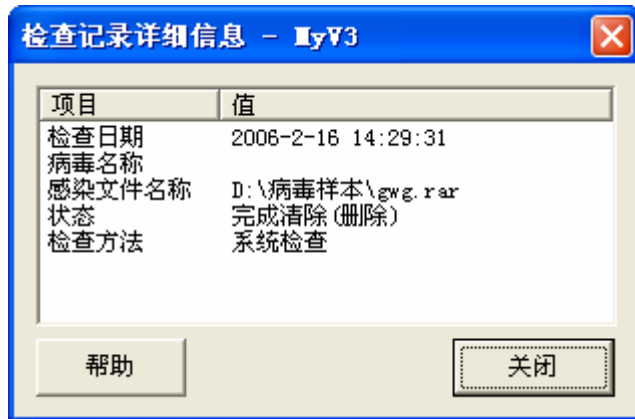 检查记录详细信息 - MyV3
项目 值
检查日期 2006-2-16 14:29:31
病毒名称
感染文件名称 D:\病毒样本\gwg.rar
状态 完成清除(删除)
检查方法 系统检查
帮助 关闭